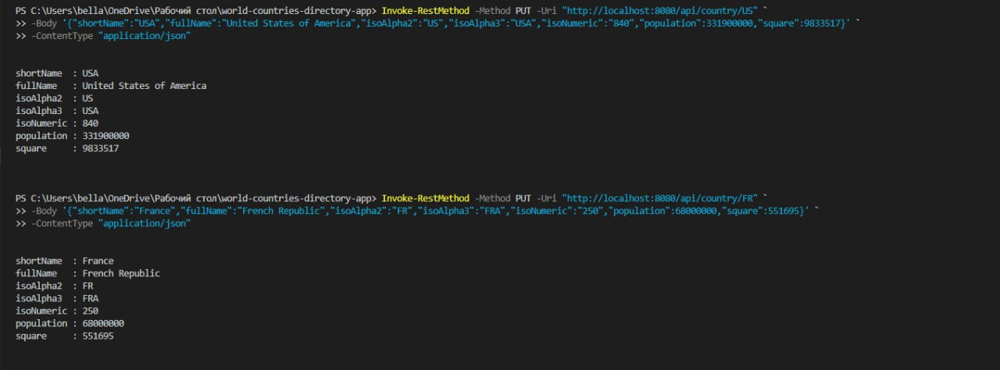 PS C:\Users\bella\OneDrive\Рабочий стол\world-countries-directory-app> Invoke-RestMethod -Method PUT -Uri "http://localhost:8080/api/country/US" `
>> -Body '{"shortName":"USA","fullName":"United States of America","isoAlpha2":"US","isoAlpha3":"USA","isoNumeric":"840","population":331900000,"square":9833517}' `
>> -ContentType "application/json"
shortName : USA
fullName : United States of America
isoAlpha2 : US
isoAlpha3 : USA
isoNumeric : 840
population : 331900000
square : 9833517
PS C:\Users\bella\OneDrive\Рабочий стол\world-countries-directory-app> Invoke-RestMethod -Method PUT -Uri "http://localhost:8080/api/country/FR" `
>> -Body '{"shortName":"France","fullName":"French Republic","isoAlpha2":"FR","isoAlpha3":"FRA","isoNumeric":"250","population":68000000,"square":551695}' `
>> -ContentType "application/json"
shortName : France
fullName : French Republic
isoAlpha2 : FR
isoAlpha3 : FRA
isoNumeric : 250
population : 68000000
square : 551695